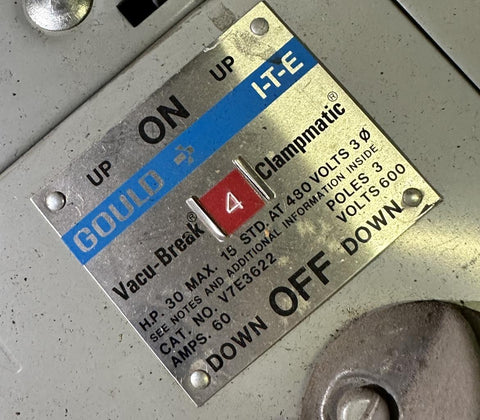 UP ON UP
GOULD I-T-E
Vacu-Break® 4 Clampmatic®
H.P. 30 MAX. 15 STD. AT 480 VOLTS 3 Ø
SEE NOTES AND ADDITIONAL INFORMATION INSIDE
CAT. NO. V7E3622 POLES 3
AMPS. 60 VOLTS 600
DOWN OFF DOWN